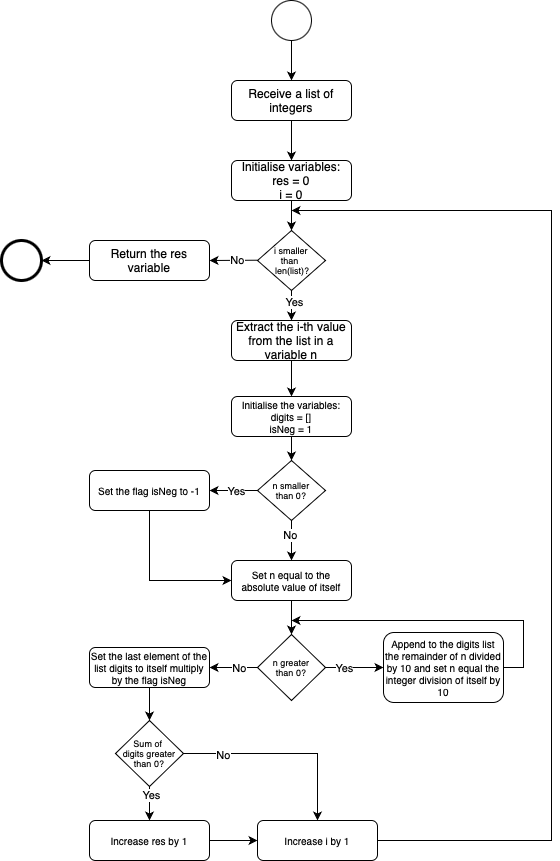 Receive a list of
integers
Initialise variables:
res = 0
i = 0
i smaller
than
len(list)?
No
Return the res
variable
Yes
Extract the i-th value
from the list in a
variable n
Initialise the variables:
digits = []
isNeg = 1
n smaller
than 0?
Yes
Set the flag isNeg to -1
No
Set n equal to the
absolute value of itself
n greater
than 0?
Yes
Append to the digits list
the remainder of n divided
by 10 and set n equal the
integer division of itself by
10
No
Set the last element of the
list digits to itself multiply
by the flag isNeg
Sum of
digits greater
than 0?
No
Yes
Increase res by 1
Increase i by 1